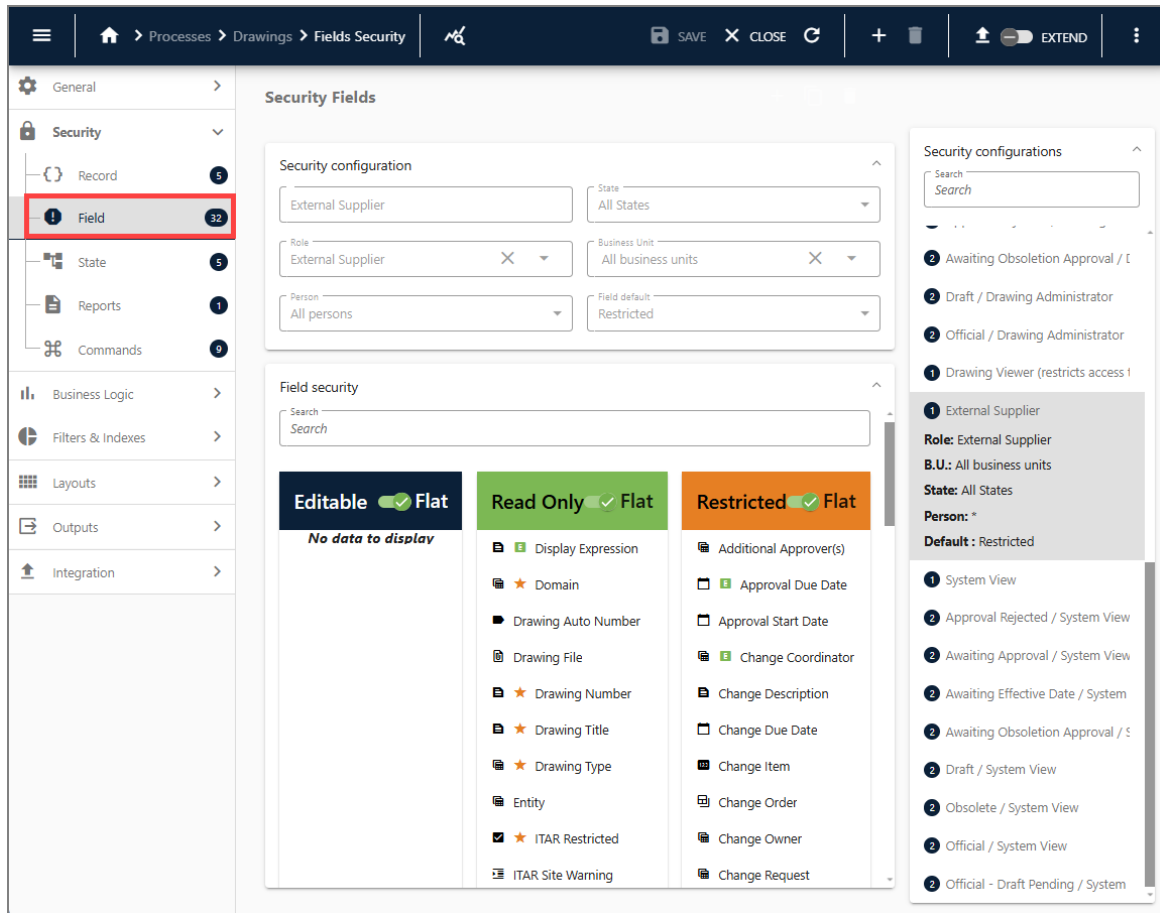 Processes > Drawings > Fields Security
SAVE CLOSE EXTEND
General
Security
Record 5
Field 32
State 5
Reports 1
Commands 9
Business Logic
Filters & Indexes
Layouts
Outputs
Integration
Security Fields
Security configuration
External Supplier
State
All States
Role
External Supplier
Business Unit
All business units
Person
All persons
Field default
Restricted
Field security
Search
Search
Editable Flat
No data to display
Read Only Flat
E Display Expression
Domain
Drawing Auto Number
Drawing File
Drawing Number
Drawing Title
Drawing Type
Entity
ITAR Restricted
ITAR Site Warning
Restricted Flat
Additional Approver(s)
E Approval Due Date
Approval Start Date
E Change Coordinator
Change Description
Change Due Date
123 Change Item
Change Order
Change Owner
Change Request
Security configurations
Search
Search
2 Awaiting Obsoletion Approval /
2 Draft / Drawing Administrator
2 Official / Drawing Administrator
1 Drawing Viewer (restricts access
1 External Supplier
Role: External Supplier
B.U.: All business units
State: All States
Person: *
Default : Restricted
1 System View
2 Approval Rejected / System View
2 Awaiting Approval / System View
2 Awaiting Effective Date / System
2 Awaiting Obsoletion Approval /
2 Draft / System View
2 Obsolete / System View
2 Official / System View
2 Official - Draft Pending / System